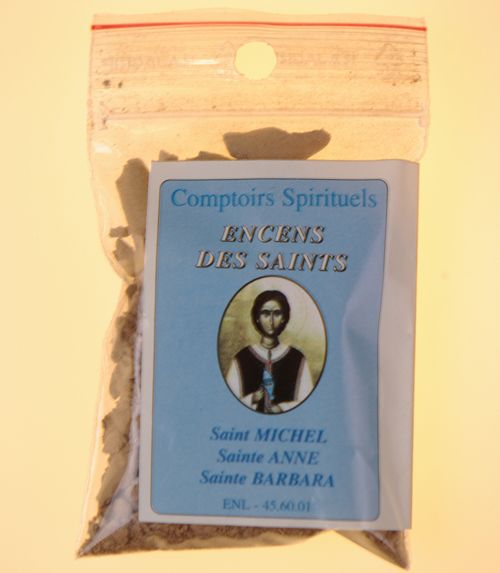 Comptoirs Spirituels
ENCENS
DES SAINTS
Saint MICHEL
Sainte ANNE
Sainte BARBARA
ENL - 45.60.01